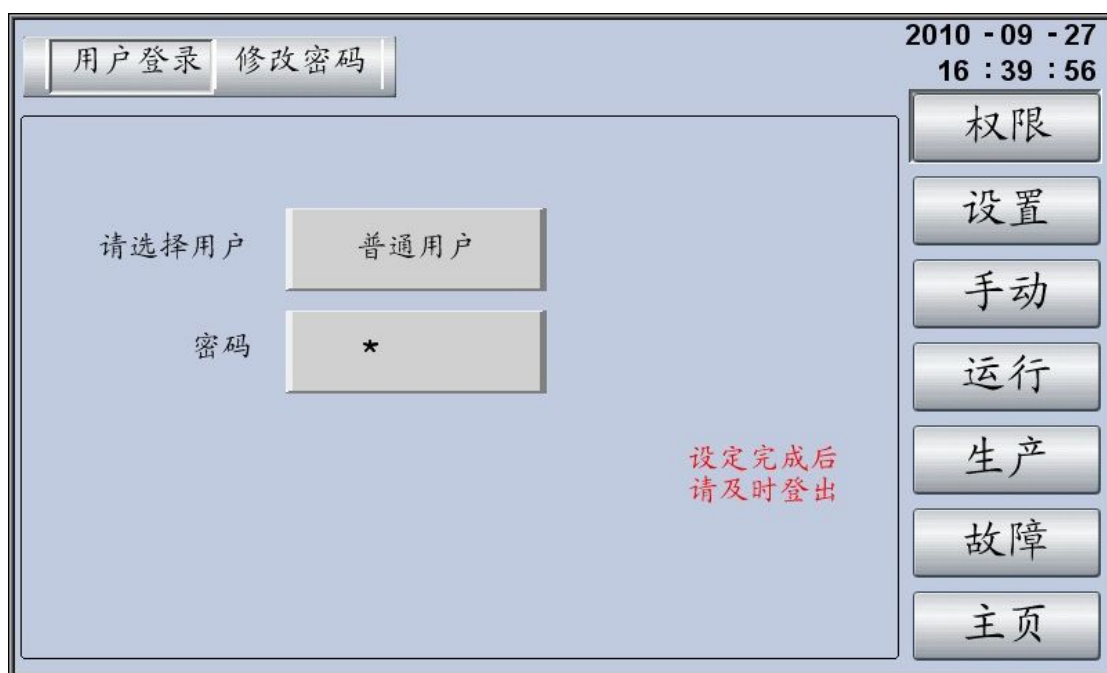 用户登录 修改密码
2010 - 09 - 27
16 : 39 : 56
请选择用户 普通用户
密码 *
设定完成后
请及时登出
权限
设置
手动
运行
生产
故障
主页